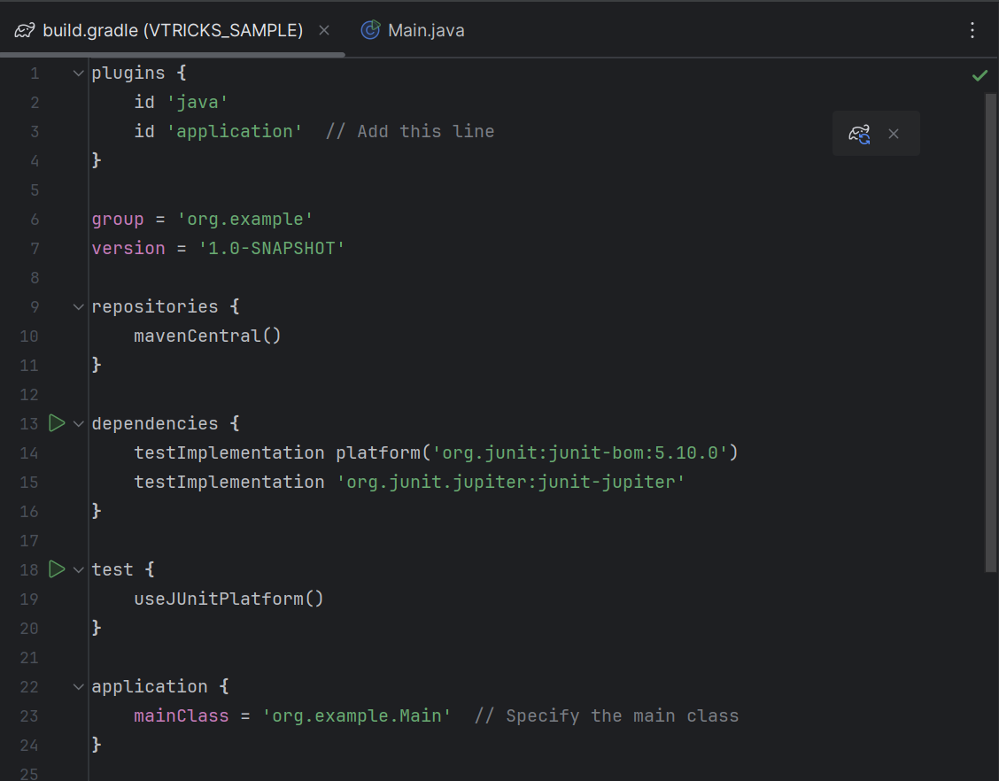 build.gradle (VTRICKS_SAMPLE) Main.java
1 plugins {
2     id 'java'
3     id 'application'  // Add this line
4 }
5
6 group = 'org.example'
7 version = '1.0-SNAPSHOT'
8
9 repositories {
10     mavenCentral()
11 }
12
13 dependencies {
14     testImplementation platform('org.junit:junit-bom:5.10.0')
15     testImplementation 'org.junit.jupiter:junit-jupiter'
16 }
17
18 test {
19     useJUnitPlatform()
20 }
21
22 application {
23     mainClass = 'org.example.Main'  // Specify the main class
24 }
25